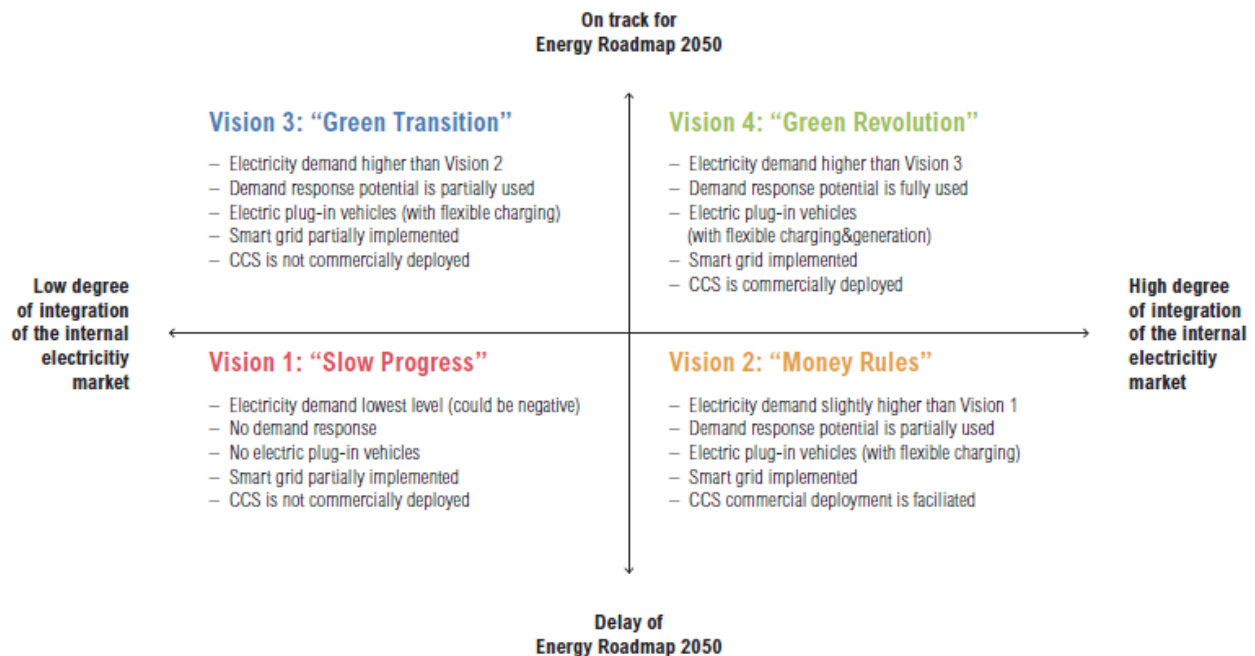 On track for
Energy Roadmap 2050
Vision 3: “Green Transition”
– Electricity demand higher than Vision 2
– Demand response potential is partially used
– Electric plug-in vehicles (with flexible charging)
– Smart grid partially implemented
– CCS is not commercially deployed
Vision 4: “Green Revolution”
– Electricity demand higher than Vision 3
– Demand response potential is fully used
– Electric plug-in vehicles
(with flexible charging&generation)
– Smart grid implemented
– CCS is commercially deployed
Low degree
of integration
of the internal
electricitiy
market
High degree
of integration
of the internal
electricitiy
market
Vision 1: “Slow Progress”
– Electricity demand lowest level (could be negative)
– No demand response
– No electric plug-in vehicles
– Smart grid partially implemented
– CCS is not commercially deployed
Vision 2: “Money Rules”
– Electricity demand slightly higher than Vision 1
– Demand response potential is partially used
– Electric plug-in vehicles (with flexible charging)
– Smart grid implemented
– CCS commercial deployment is faciliated
Delay of
Energy Roadmap 2050